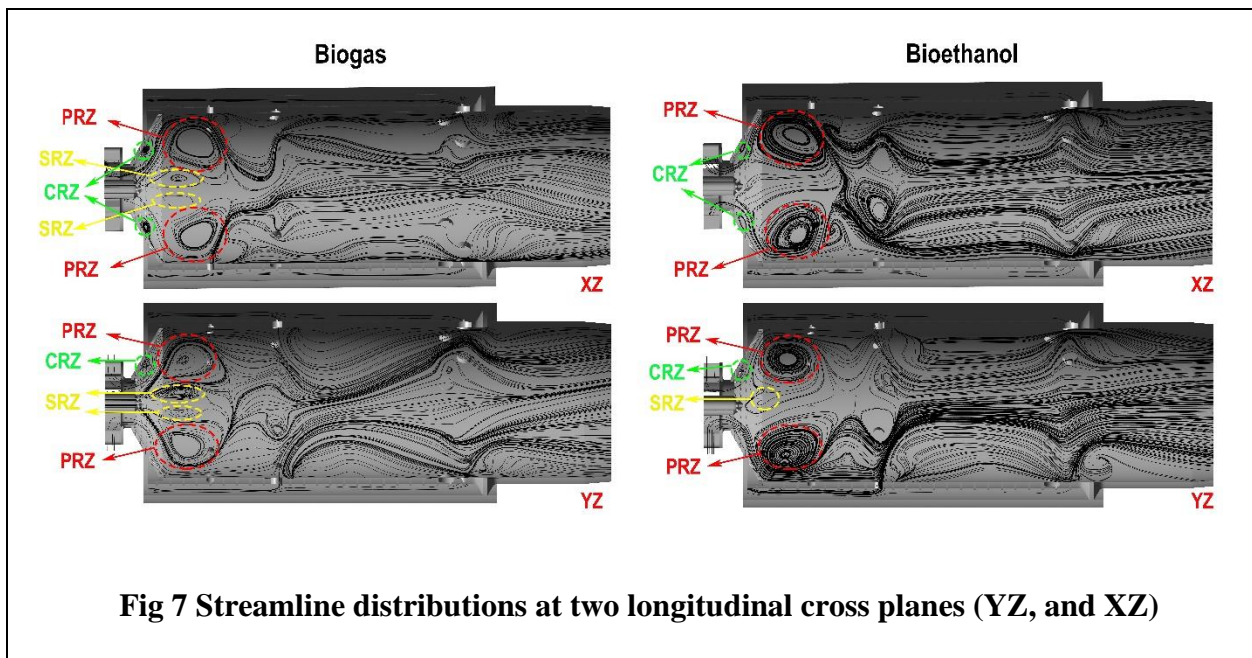 Biogas
Bioethanol
PRZ
SRZ
CRZ
SRZ
PRZ
XZ
PRZ
CRZ
PRZ
XZ
PRZ
CRZ
SRZ
PRZ
YZ
PRZ
CRZ
SRZ
PRZ
YZ
Fig 7 Streamline distributions at two longitudinal cross planes (YZ, and XZ)